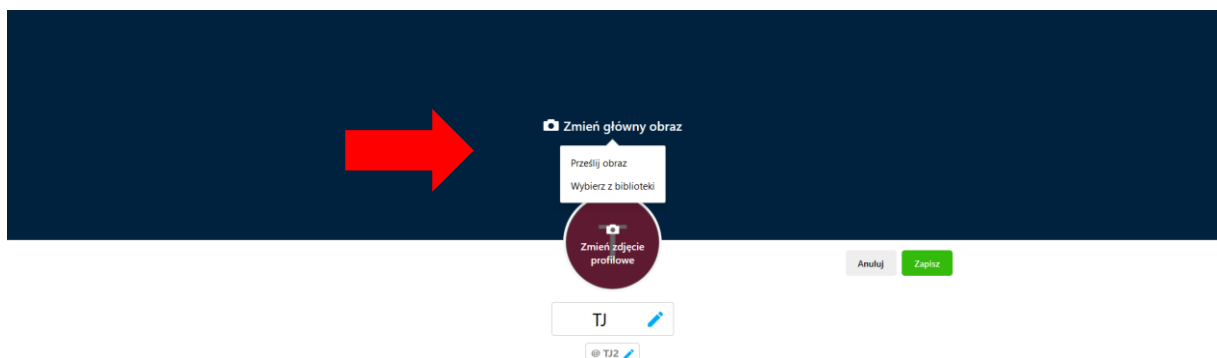 Zmień główny obraz
Prześlij obraz
Wybierz z biblioteki
T
Zmień zdjęcie
profilowe
Anuluj
Zapisz
TJ
@ TJ2